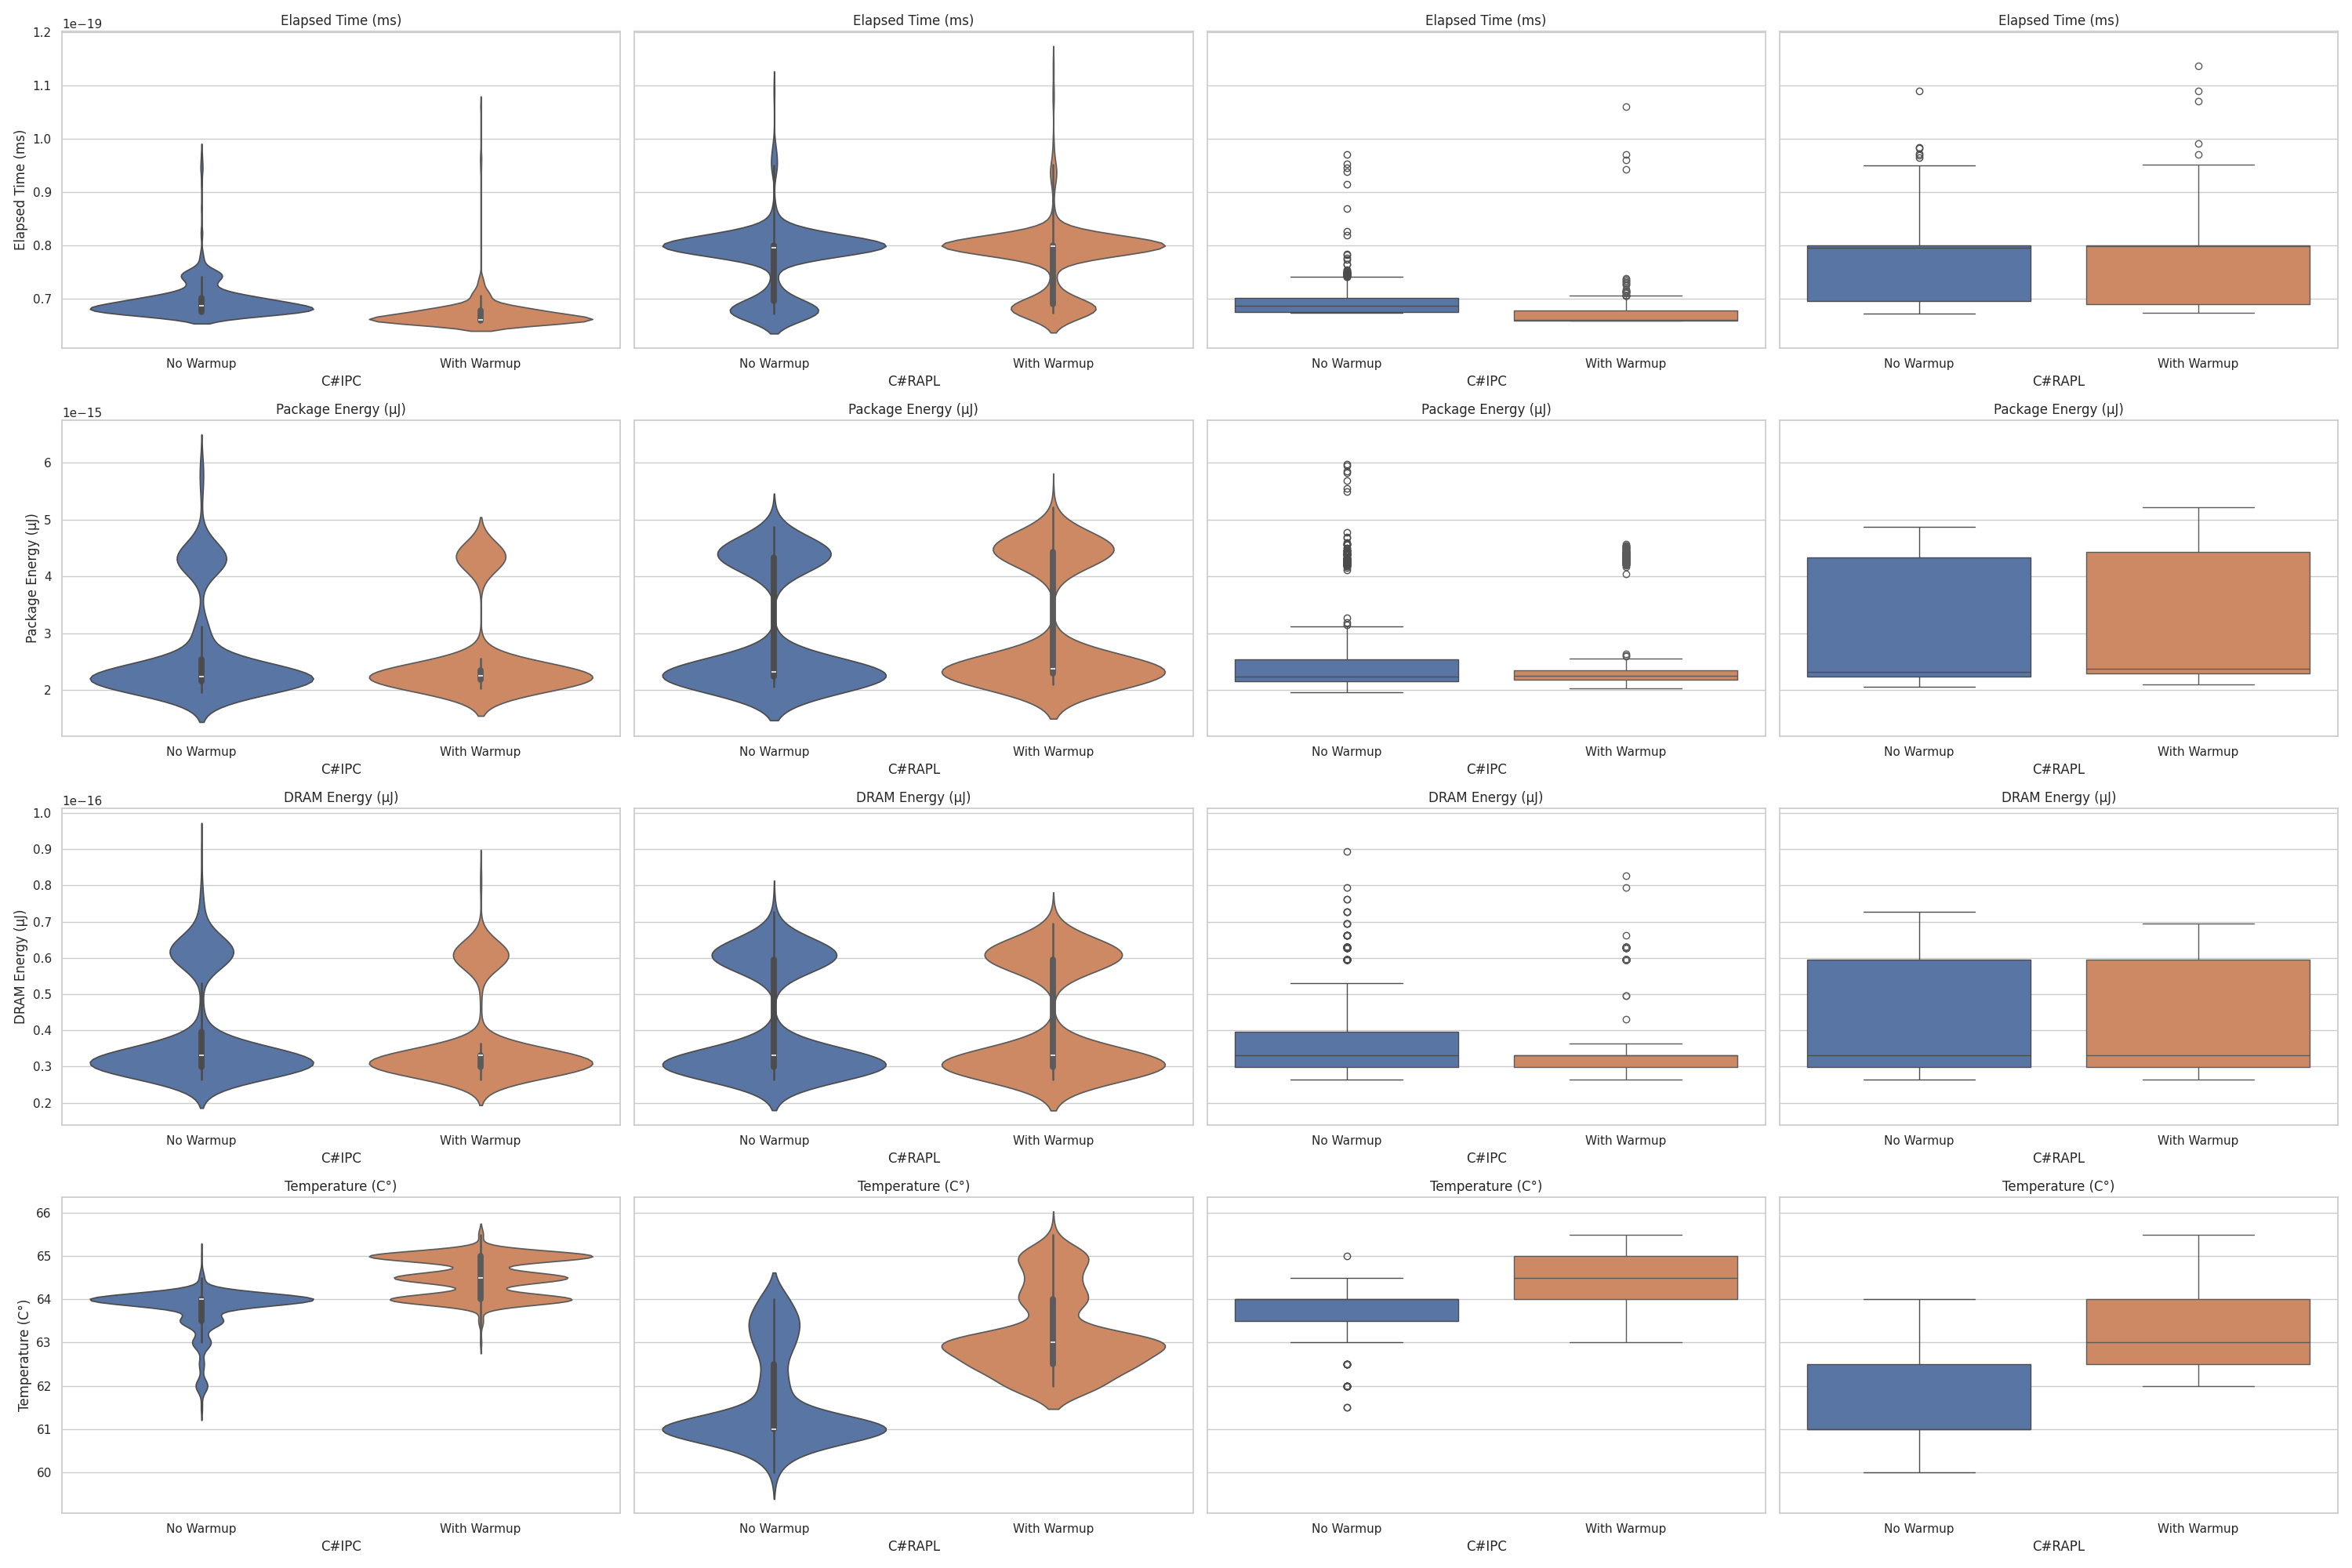 Elapsed Time (ms) Elapsed Time (ms) Elapsed Time (ms) Elapsed Time (ms)
1e−19
1.2
1.1
1.0
0.9
0.8
0.7
Elapsed Time (ms)
No Warmup With Warmup No Warmup With Warmup No Warmup With Warmup No Warmup With Warmup
C#IPC C#RAPL C#IPC C#RAPL
Package Energy (µJ) Package Energy (µJ) Package Energy (µJ) Package Energy (µJ)
1e−15
6
5
4
3
2
Package Energy (µJ)
No Warmup With Warmup No Warmup With Warmup No Warmup With Warmup No Warmup With Warmup
C#IPC C#RAPL C#IPC C#RAPL
DRAM Energy (µJ) DRAM Energy (µJ) DRAM Energy (µJ) DRAM Energy (µJ)
1e−16
1.0
0.9
0.8
0.7
0.6
0.5
0.4
0.3
0.2
DRAM Energy (µJ)
No Warmup With Warmup No Warmup With Warmup No Warmup With Warmup No Warmup With Warmup
C#IPC C#RAPL C#IPC C#RAPL
Temperature (C°) Temperature (C°) Temperature (C°) Temperature (C°)
66
65
64
63
62
61
60
Temperature (C°)
No Warmup With Warmup No Warmup With Warmup No Warmup With Warmup No Warmup With Warmup
C#IPC C#RAPL C#IPC C#RAPL